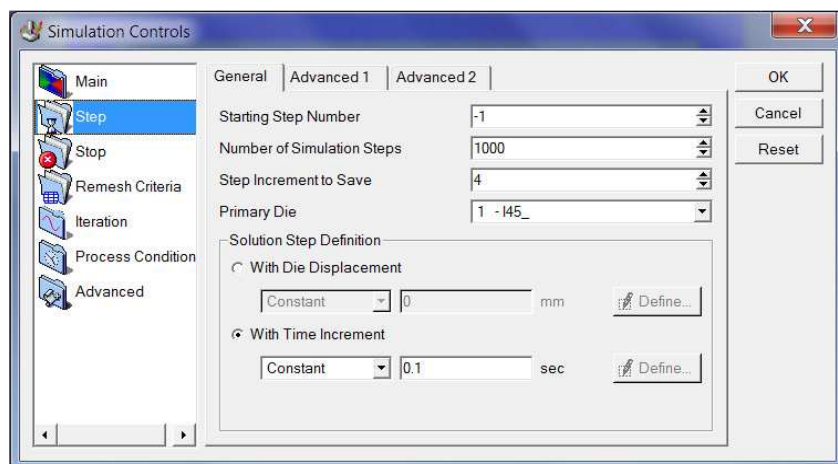 Simulation Controls
Main
Step
Stop
Remesh Criteria
Iteration
Process Condition
Advanced
General
Advanced 1
Advanced 2
Starting Step Number
-1
Number of Simulation Steps
1000
Step Increment to Save
4
Primary Die
1 - I45_
Solution Step Definition
With Die Displacement
Constant
0
mm
Define...
With Time Increment
Constant
0.1
sec
Define...
OK
Cancel
Reset